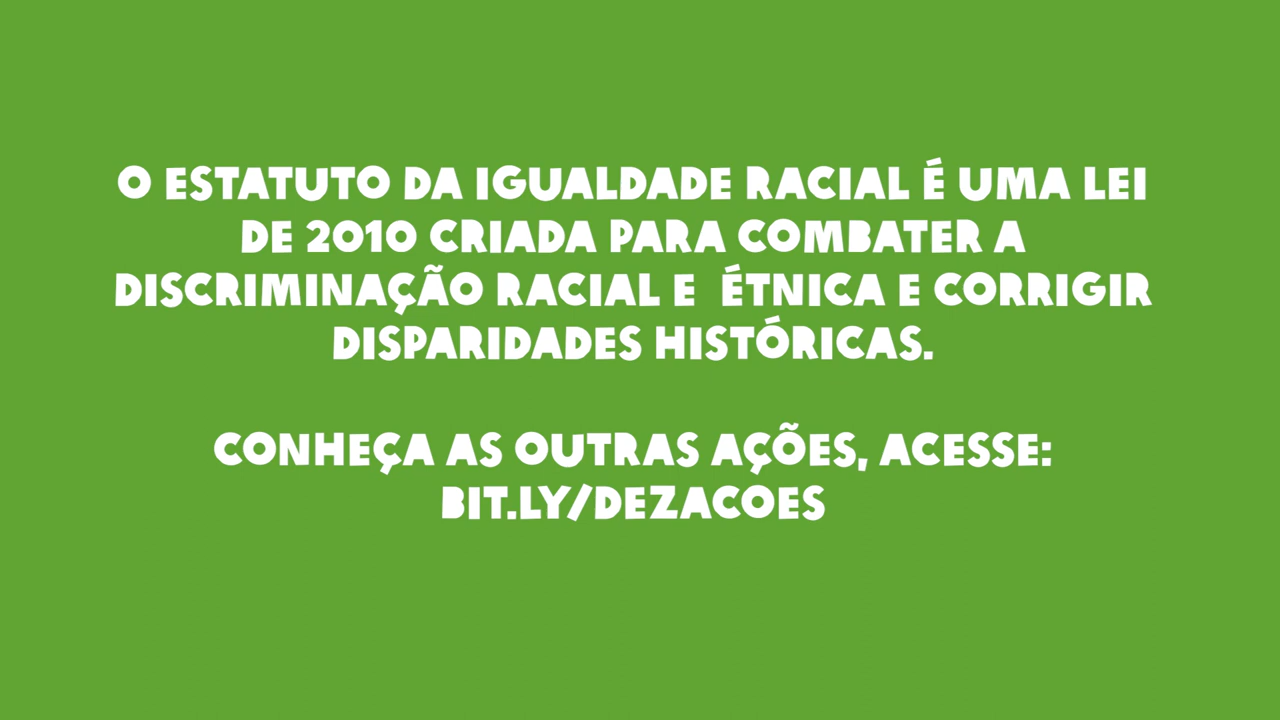 O ESTATUTO DA IGUALDADE RACIAL É UMA LEI
DE 2010 CRIADA PARA COMBATER A
DISCRIMINAÇÃO RACIAL E ÉTNICA E CORRIGIR
DISPARIDADES HISTÓRICAS.
CONHEÇA AS OUTRAS AÇÕES, ACESSE:
BIT.LY/DEZACOES